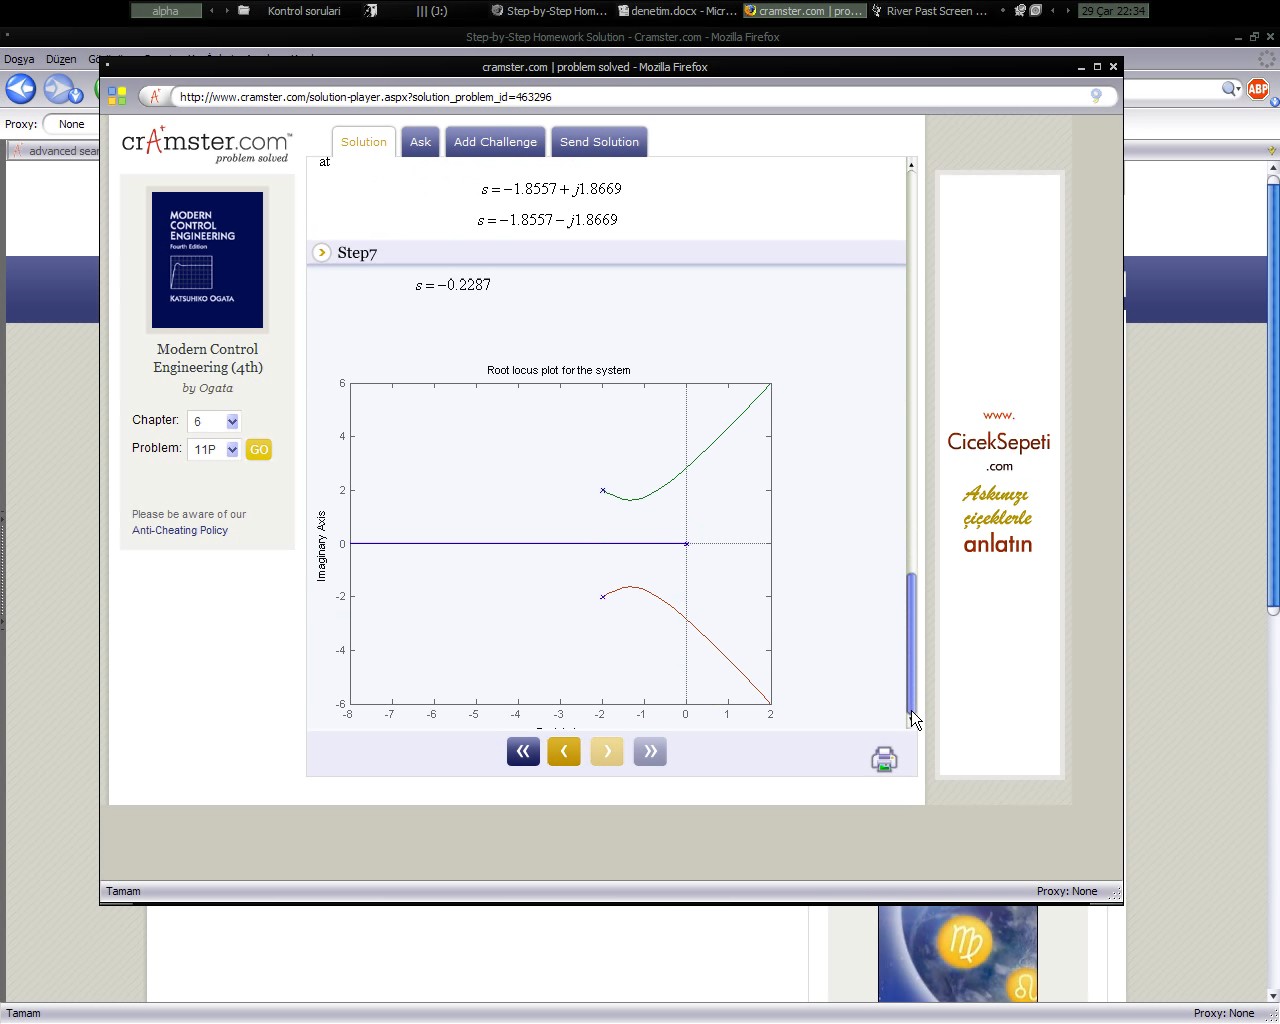 alpha
Kontrol sorulari
||| (J:)
Step-by-Step Hom...
denetim.docx - Micr...
cramster.com | pro...
River Past Screen ...
29 Çar 22:34
Step-by-Step Homework Solution - Cramster.com - Mozilla Firefox
Dosya Düzen
cramster.com | problem solved - Mozilla Firefox
http://www.cramster.com/solution-player.aspx?solution_problem_id=463296
ABP
Proxy: None
advanced sear
crAmster.com™
problem solved
Solution
Ask
Add Challenge
Send Solution
at
s = −1.8557 + j1.8669
s = −1.8557 − j1.8669
Step7
s = −0.2287
MODERN
CONTROL
ENGINEERING
Fourth Edition
KATSUHIKO OGATA
Modern Control
Engineering (4th)
by Ogata
Chapter: 6
Problem: 11P GO
Please be aware of our
Anti-Cheating Policy
Root locus plot for the system
Imaginary Axis
6
4
2
0
-2
-4
-6
-8 -7 -6 -5 -4 -3 -2 -1 0 1 2
www.
CicekSepeti
.com
Aşkınızı
çiçeklerle
anlatın
Tamam
Proxy: None
Tamam
Proxy: None